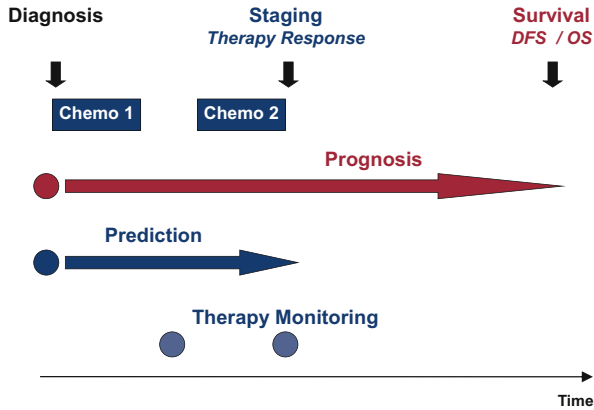 Diagnosis
Staging
Therapy Response
Survival
DFS / OS
Chemo 1
Chemo 2
Prognosis
Prediction
Therapy Monitoring
Time